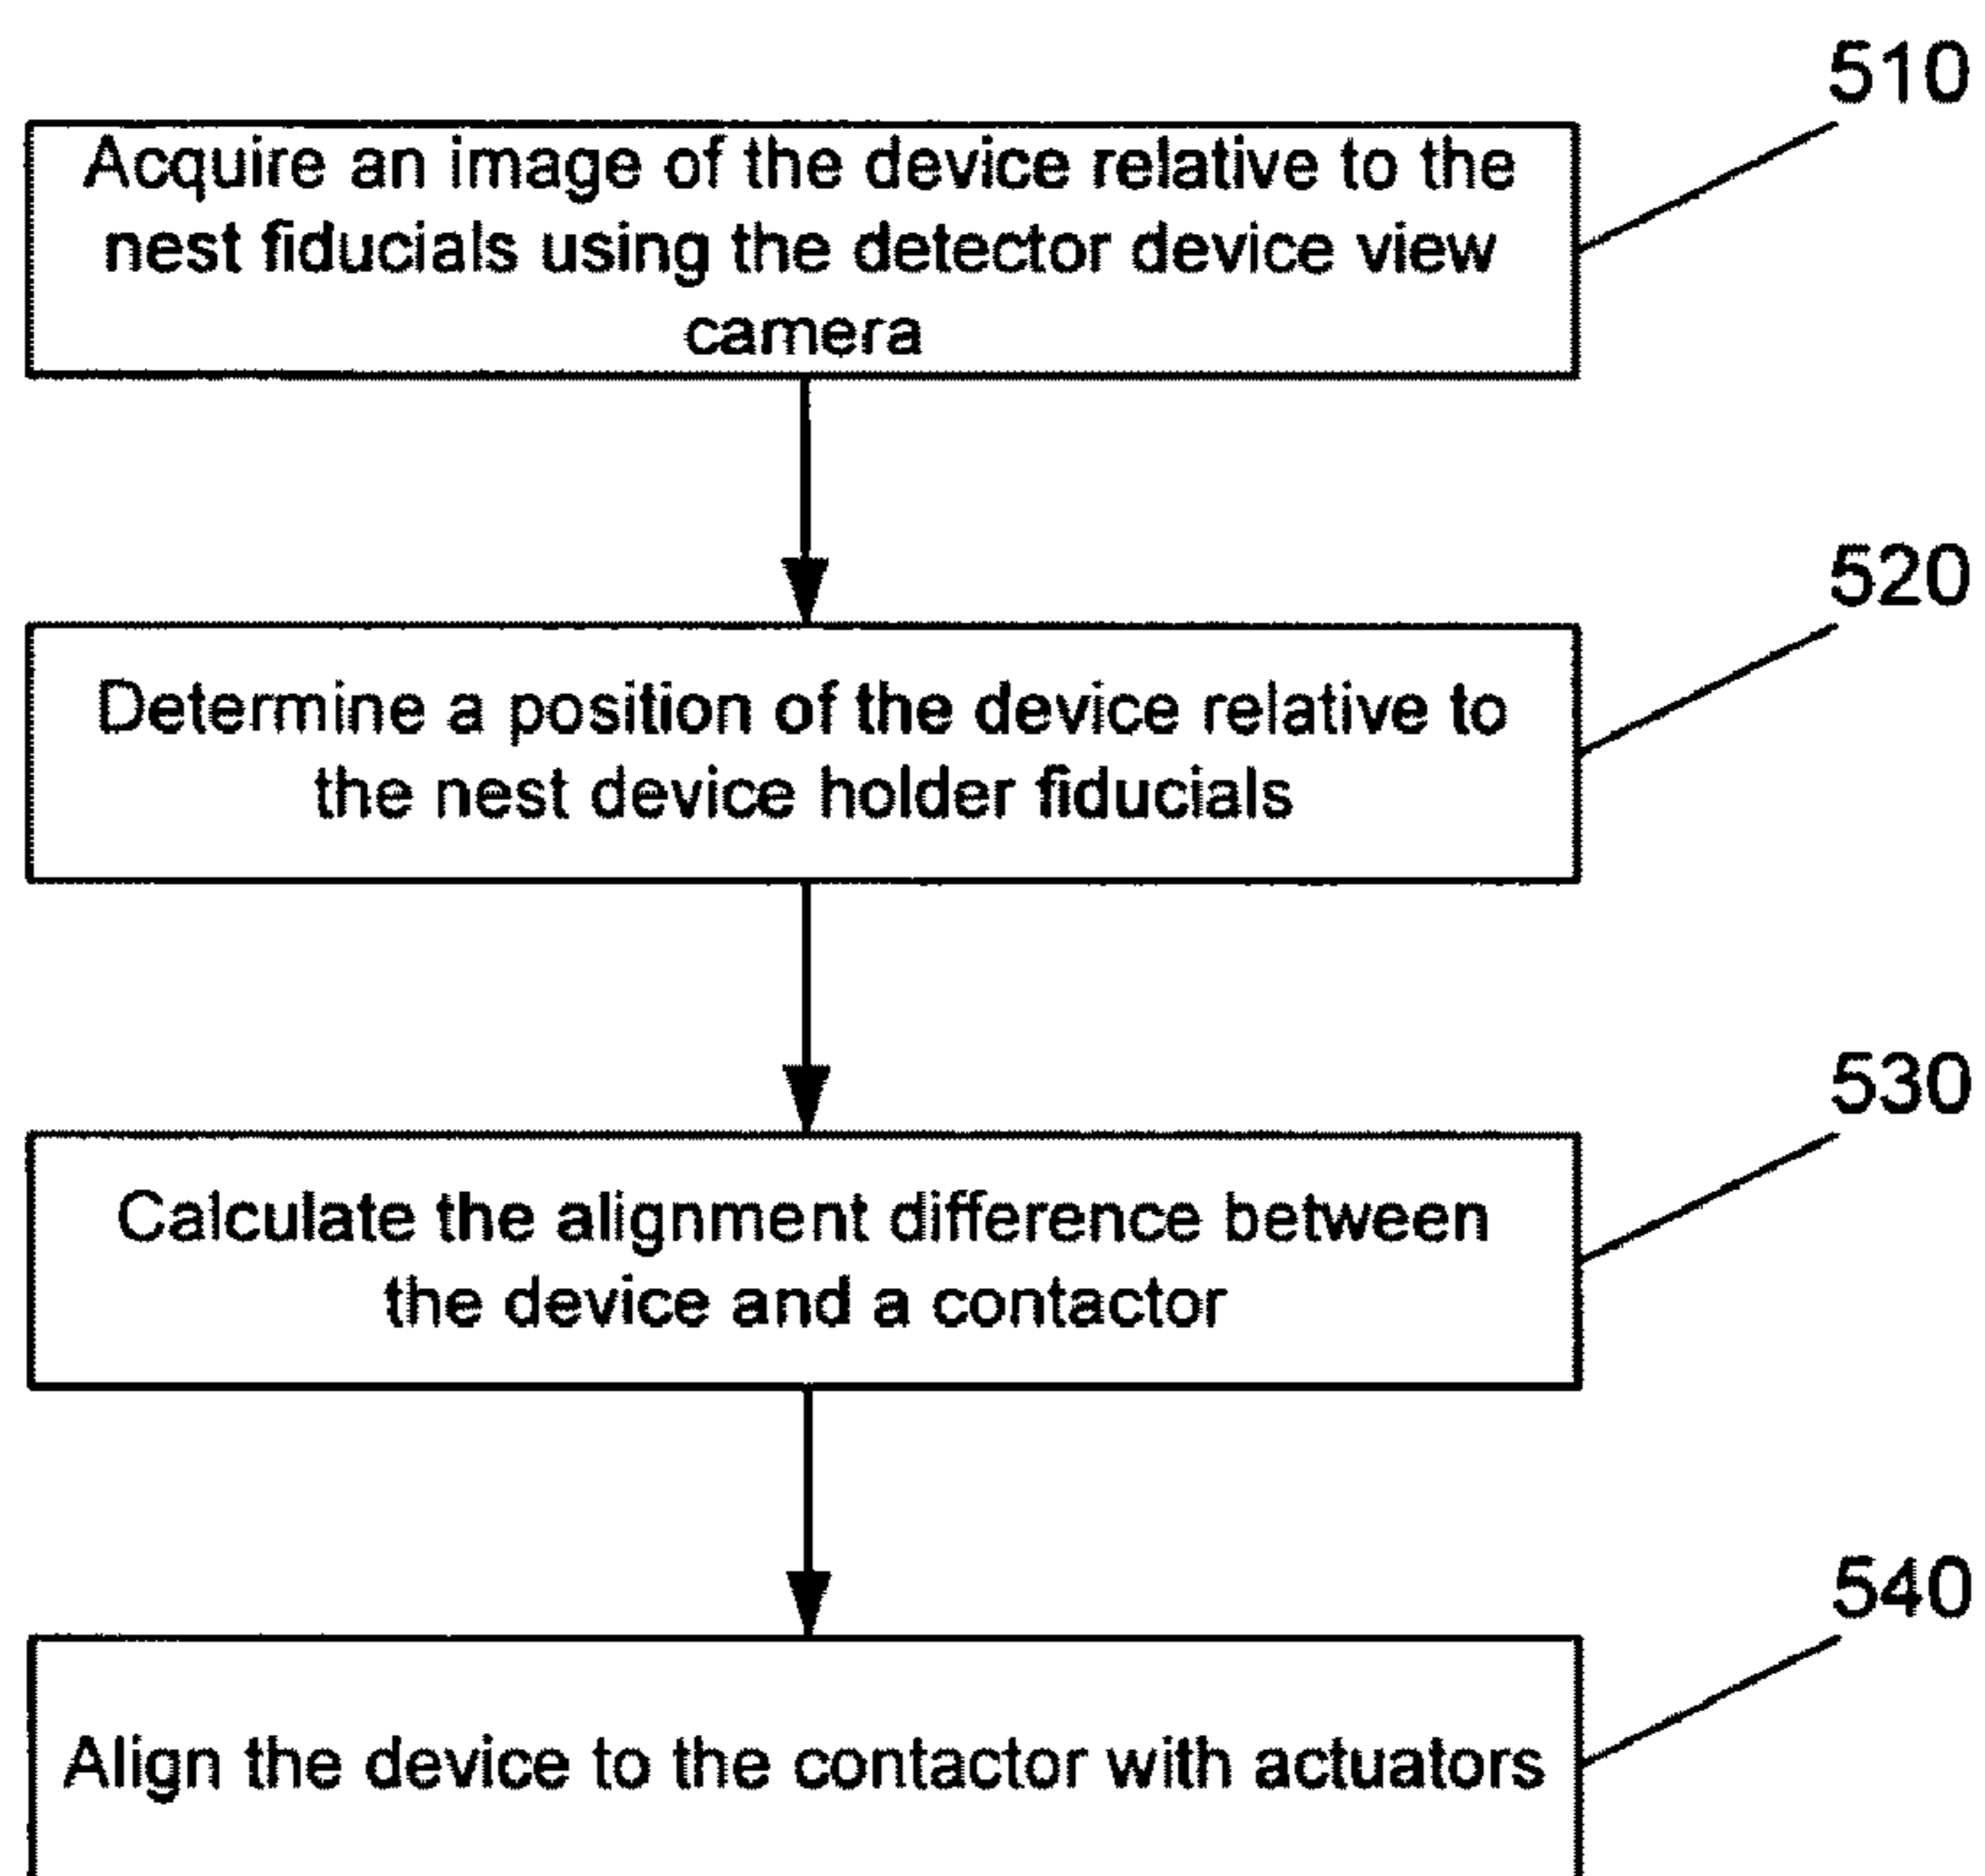 510
Acquire an image of the device relative to the
nest fiducials using the detector device view
camera
520
Determine a position of the device relative to
the nest device holder fiducials
530
Calculate the alignment difference between
the device and a contactor
540
Align the device to the contactor with actuators